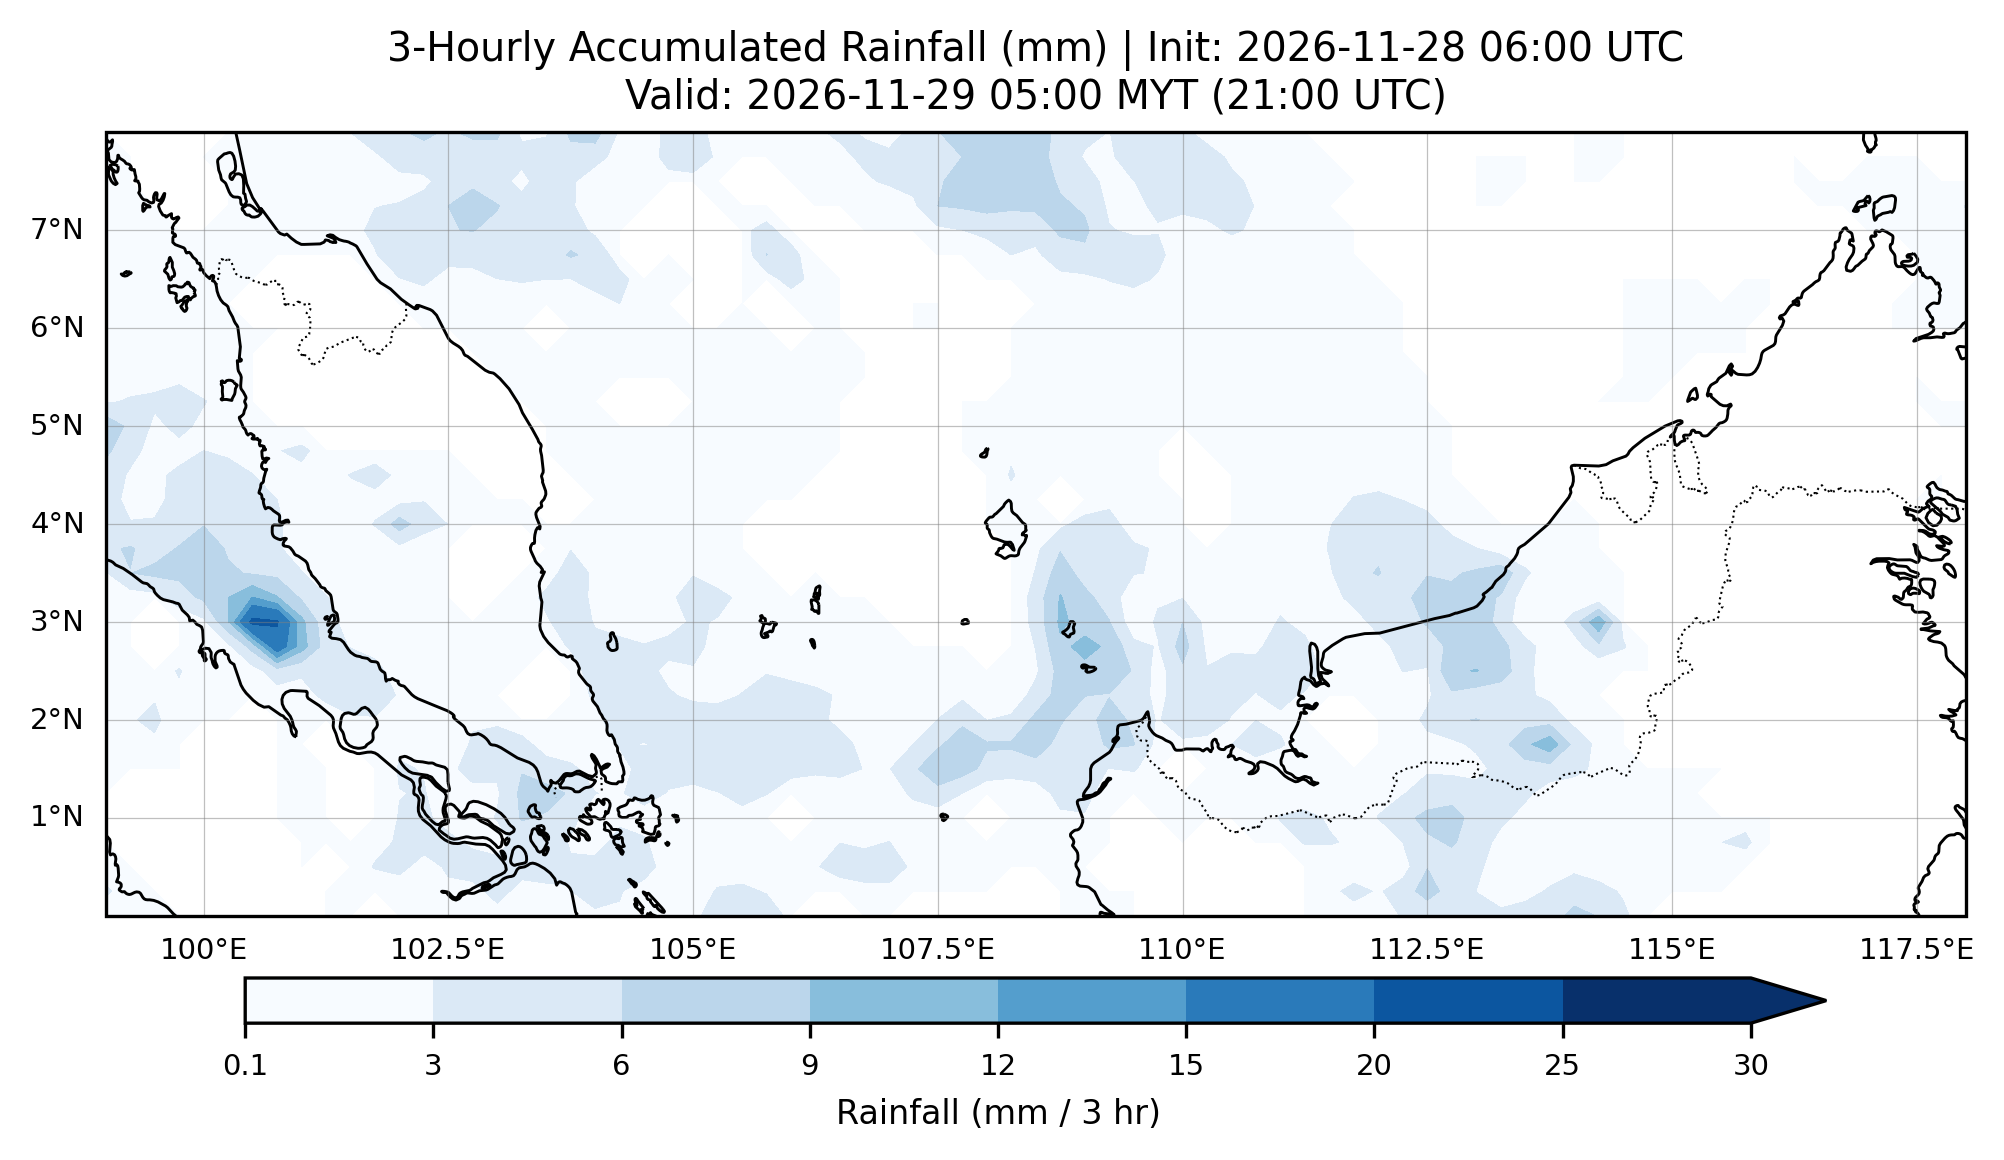 3-Hourly Accumulated Rainfall (mm) | Init: 2026-11-28 06:00 UTC
Valid: 2026-11-29 05:00 MYT (21:00 UTC)
7°N
6°N
5°N
4°N
3°N
2°N
1°N
100°E 102.5°E 105°E 107.5°E 110°E 112.5°E 115°E 117.5°E
0.1 3 6 9 12 15 20 25 30
Rainfall (mm / 3 hr)